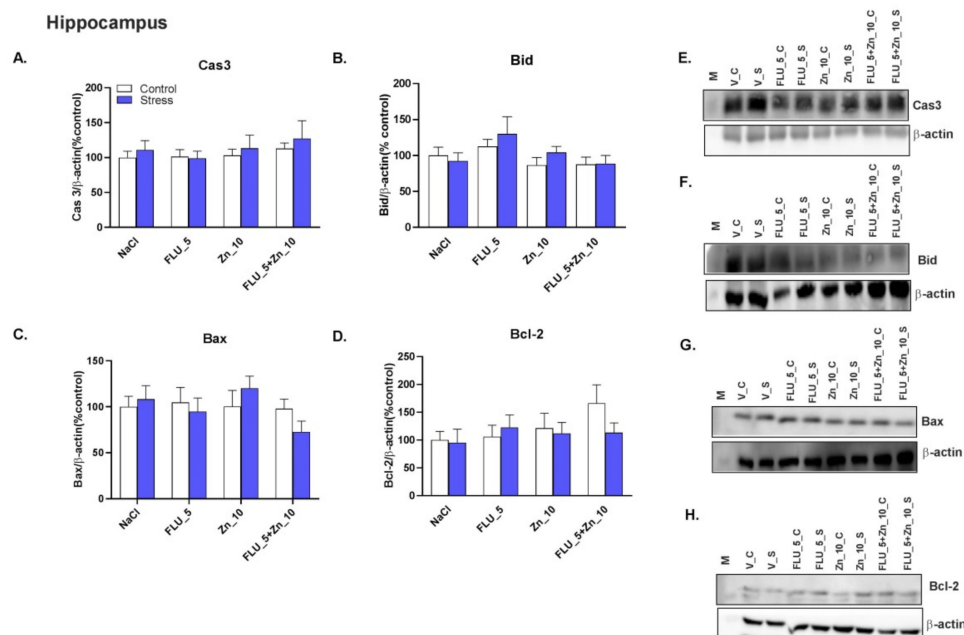 Hippocampus
A.
Cas3
Control
Stress
Cas 3/β-actin(%control)
200
150
100
50
0
NaCl
FLU_5
Zn_10
FLU_5+Zn_10
B.
Bid
Bid/β-actin(% control)
200
150
100
50
0
NaCl
FLU_5
Zn_10
FLU_5+Zn_10
C.
Bax
Bax/β-actin(%control)
150
100
50
0
NaCl
FLU_5
Zn_10
FLU_5+Zn_10
D.
Bcl-2
Bcl-2/β-actin(%control)
250
200
150
100
50
0
NaCl
FLU_5
Zn_10
FLU_5+Zn_10
E.
M
V_C
V_S
FLU_5_C
FLU_5_S
Zn_10_C
Zn_10_S
FLU_5+Zn_10_C
FLU_5+Zn_10_S
Cas3
β-actin
F.
M
V_C
V_S
FLU_5_C
FLU_5_S
Zn_10_C
Zn_10_S
FLU_5+Zn_10_C
FLU_5+Zn_10_S
Bid
β-actin
G.
M
V_C
V_S
FLU_5_C
FLU_5_S
Zn_10_C
Zn_10_S
FLU_5+Zn_10_C
FLU_5+Zn_10_S
Bax
β-actin
H.
M
V_C
V_S
FLU_5_C
FLU_5_S
Zn_10_C
Zn_10_S
FLU_5+Zn_10_C
FLU_5+Zn_10_S
Bcl-2
β-actin